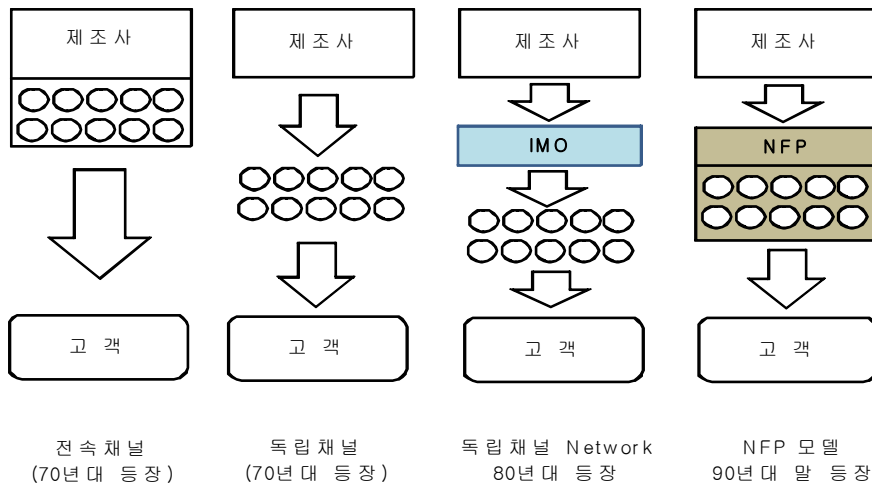 제조사
제조사
제조사
제조사
IMO
NFP
고객
고객
고객
고객
전속채널
(70년대 등장)
독립채널
(70년대 등장)
독립채널 Network
80년대 등장
NFP 모델
90년대 말 등장